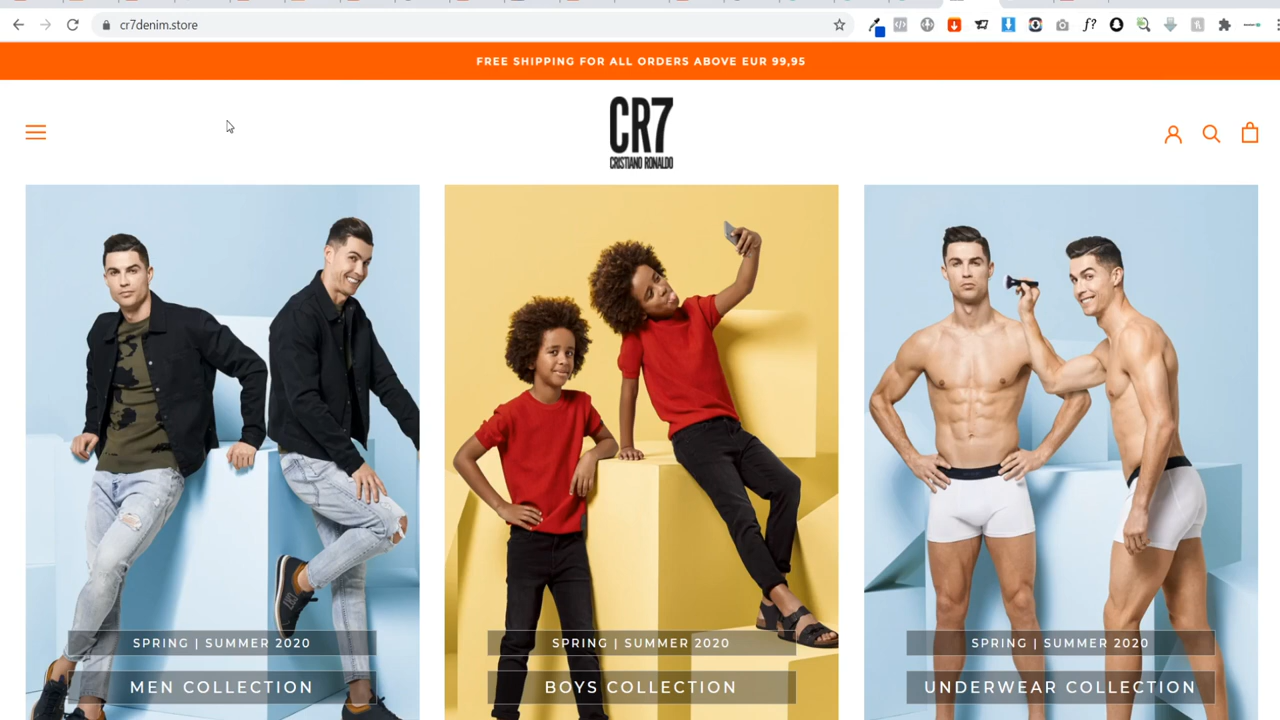 cr7denim.store
f?
FREE SHIPPING FOR ALL ORDERS ABOVE EUR 99,95
CR7
CRISTIANO RONALDO
SPRING | SUMMER 2020
MEN COLLECTION
SPRING | SUMMER 2020
BOYS COLLECTION
SPRING | SUMMER 2020
UNDERWEAR COLLECTION